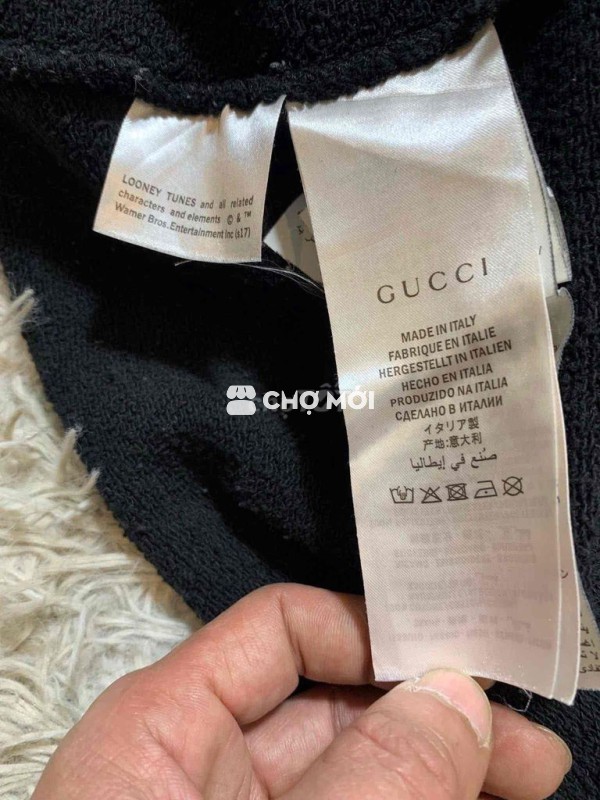 LOONEY TUNES and all related
characters and elements © & ™
Warner Bros. Entertainment Inc (s17)
GUCCI
MADE IN ITALY
FABRIQUE EN ITALIE
HERGESTELLT IN ITALIEN
HECHO EN ITALIA
PRODUZIDO NA ITALIA
СДЕЛАНО В ИТАЛИИ
イタリア製
产地:意大利
صُنع في إيطاليا
CHỢ MỚI